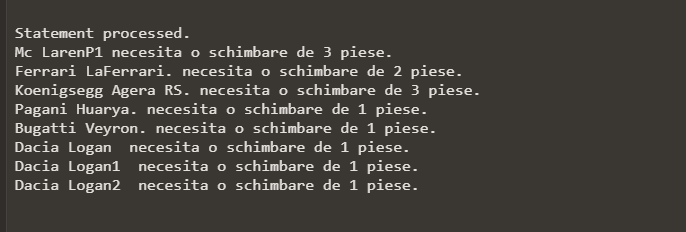 Statement processed.
Mc LarenP1 necesita o schimbare de 3 piese.
Ferrari LaFerrari. necesita o schimbare de 2 piese.
Koenigsegg Agera RS. necesita o schimbare de 3 piese.
Pagani Huarya. necesita o schimbare de 1 piese.
Bugatti Veyron. necesita o schimbare de 1 piese.
Dacia Logan  necesita o schimbare de 1 piese.
Dacia Logan1  necesita o schimbare de 1 piese.
Dacia Logan2  necesita o schimbare de 1 piese.